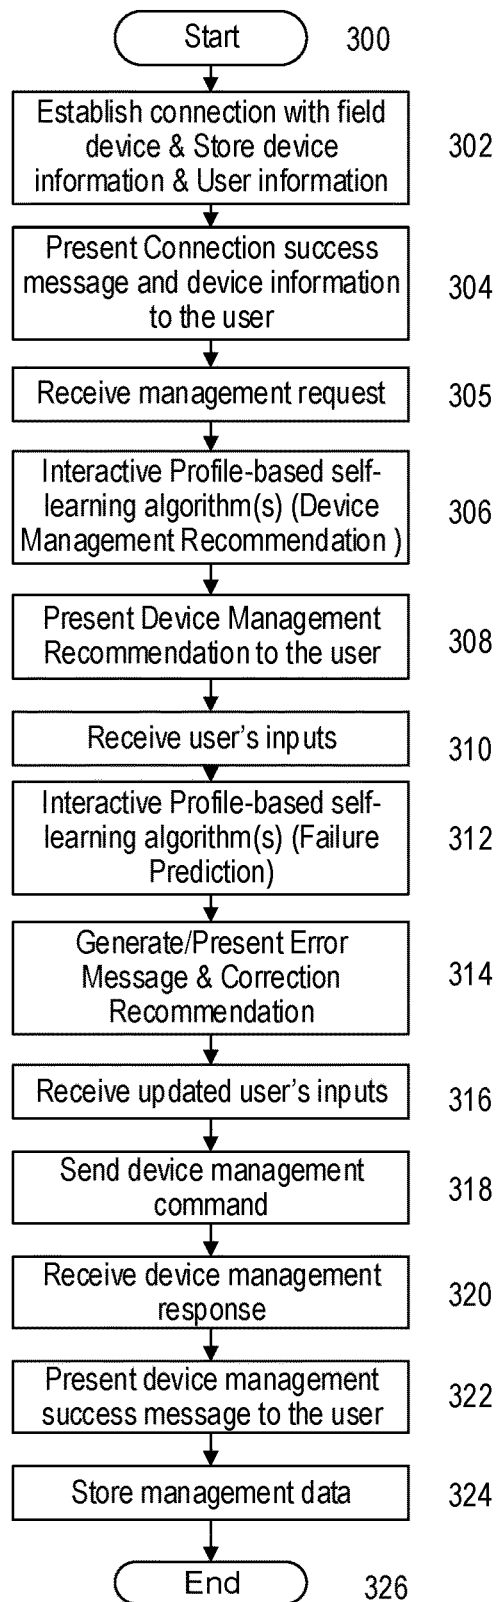 Start 300
Establish connection with field
device & Store device
information & User information
302
Present Connection success
message and device information
to the user
304
Receive management request 305
Interactive Profile-based self-
learning algorithm(s) (Device
Management Recommendation )
306
Present Device Management
Recommendation to the user
308
Receive user's inputs 310
Interactive Profile-based self-
learning algorithm(s) (Failure
Prediction)
312
Generate/Present Error
Message & Correction
Recommendation
314
Receive updated user's inputs 316
Send device management
command
318
Receive device management
response
320
Present device management
success message to the user
322
Store management data 324
End 326